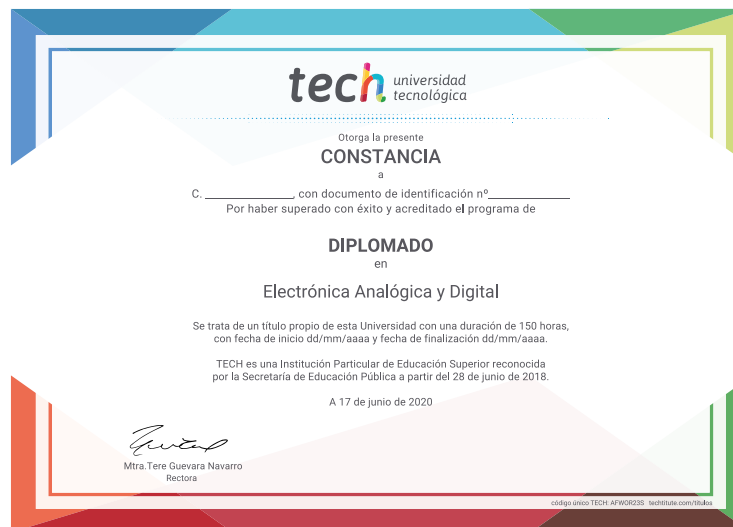 tech universidad
tecnológica
Otorga la presente
CONSTANCIA
a
C. ______________, con documento de identificación nº______________
Por haber superado con éxito y acreditado el programa de
DIPLOMADO
en
Electrónica Analógica y Digital
Se trata de un título propio de esta Universidad con una duración de 150 horas,
con fecha de inicio dd/mm/aaaa y fecha de finalización dd/mm/aaaa.
TECH es una Institución Particular de Educación Superior reconocida
por la Secretaría de Educación Pública a partir del 28 de junio de 2018.
A 17 de junio de 2020
Mtra.Tere Guevara Navarro
Rectora
código único TECH: AFWOR23S techtitute.com/titulos